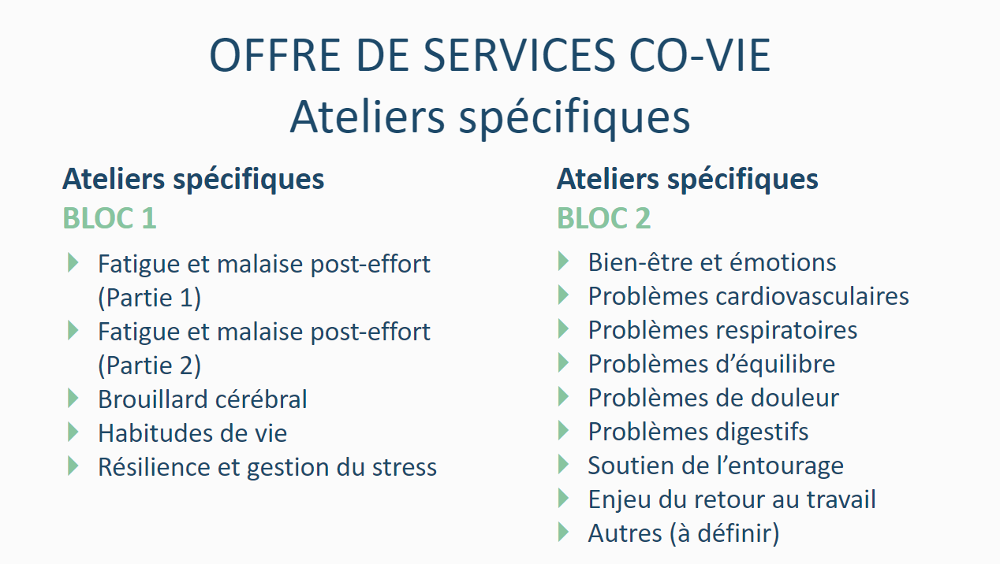 OFFRE DE SERVICES CO-VIE
Ateliers spécifiques
Ateliers spécifiques
BLOC 1
Fatigue et malaise post-effort
(Partie 1)
Fatigue et malaise post-effort
(Partie 2)
Brouillard cérébral
Habitudes de vie
Résilience et gestion du stress
Ateliers spécifiques
BLOC 2
Bien-être et émotions
Problèmes cardiovasculaires
Problèmes respiratoires
Problèmes d’équilibre
Problèmes de douleur
Problèmes digestifs
Soutien de l’entourage
Enjeu du retour au travail
Autres (à définir)